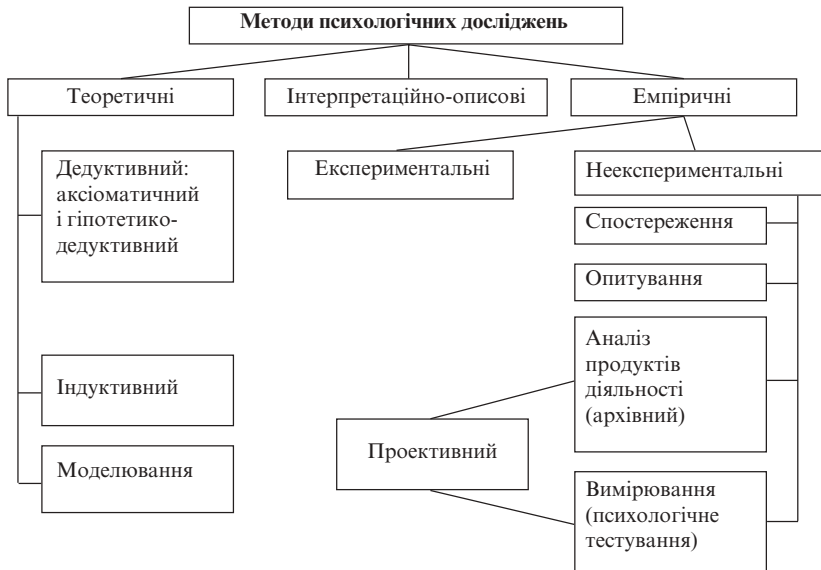 Методи психологічних досліджень
Теоретичні
Інтерпретаційно-описові
Емпіричні
Дедуктивний:
аксіоматичний
і гіпотетико-
дедуктивний
Індуктивний
Моделювання
Експериментальні
Неекспериментальні
Спостереження
Опитування
Аналіз
продуктів
діяльності
(архівний)
Проективний
Вимірювання
(психологічне
тестування)